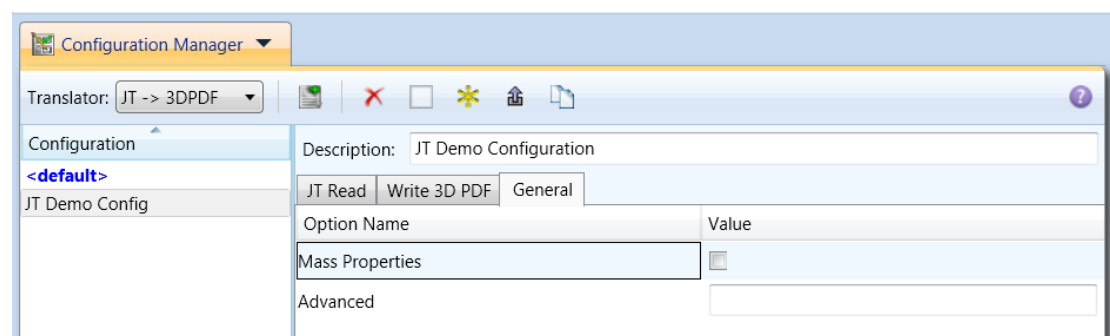 Configuration Manager
Translator: JT -> 3DPDF
?
Configuration
Description: JT Demo Configuration
<default>
JT Read Write 3D PDF General
JT Demo Config
Option Name Value
Mass Properties
Advanced